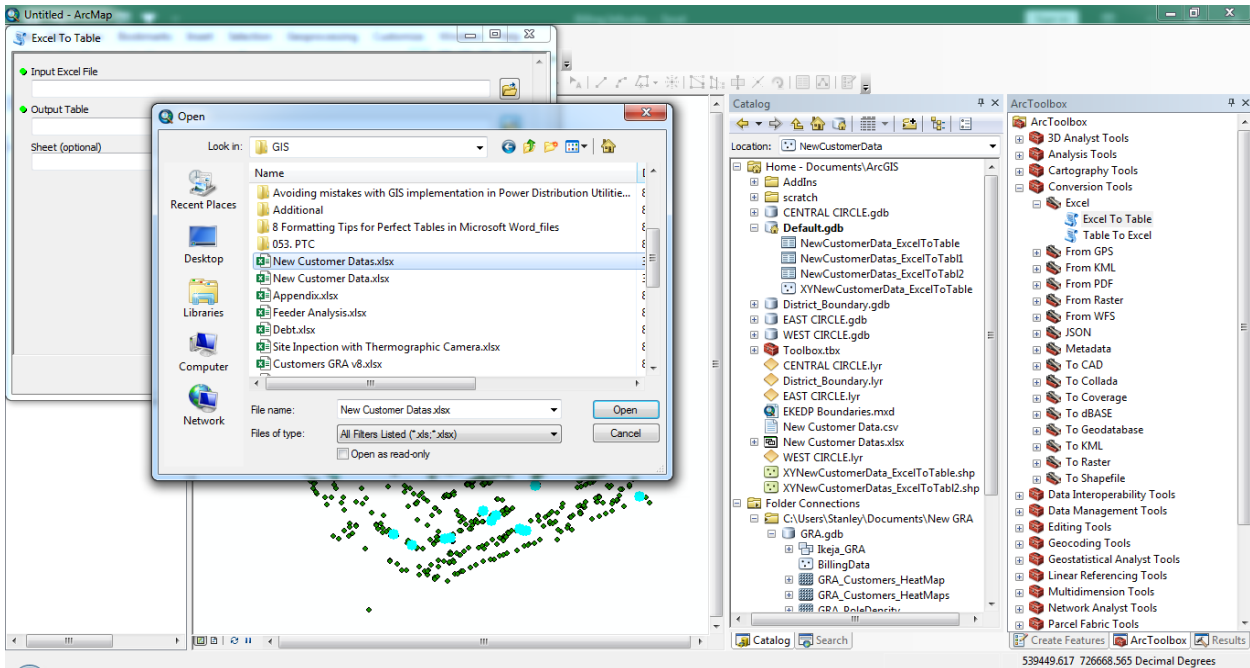 Untitled - ArcMap
Excel To Table
Bookmarks Insert Selection Geoprocessing Customize
Input Excel File
Output Table
Sheet (optional)
Open
Look in: GIS
Name
Avoiding mistakes with GIS implementation in Power Distribution Utilitie...
Additional
8 Formatting Tips for Perfect Tables in Microsoft Word_files
053. PTC
New Customer Datas.xlsx
New Customer Data.xlsx
Appendix.xlsx
Feeder Analysis.xlsx
Debt.xlsx
Site Inpection with Thermographic Camera.xlsx
Customers GRA v8.xlsx
Recent Places
Desktop
Libraries
Computer
Network
File name: New Customer Datas.xlsx Open
Files of type: All Filters Listed (*.xls;*.xlsx) Cancel
Open as read-only
Catalog
Location: NewCustomerData
Home - Documents\ArcGIS
AddIns
scratch
CENTRAL CIRCLE.gdb
Default.gdb
NewCustomerData_ExcelToTable
NewCustomerDatas_ExcelToTabl1
NewCustomerDatas_ExcelToTabl2
XYNewCustomerData_ExcelToTable
District_Boundary.gdb
EAST CIRCLE.gdb
WEST CIRCLE.gdb
Toolbox.tbx
CENTRAL CIRCLE.lyr
District_Boundary.lyr
EAST CIRCLE.lyr
EKEDP Boundaries.mxd
New Customer Data.csv
New Customer Datas.xlsx
WEST CIRCLE.lyr
XYNewCustomerData_ExcelToTable.shp
XYNewCustomerDatas_ExcelToTabl2.shp
Folder Connections
C:\Users\Stanley\Documents\New GRA
GRA.gdb
Ikeja_GRA
BillingData
GRA_Customers_HeatMap
GRA_Customers_HeatMaps
GRA_PoleDensity
Catalog Search
ArcToolbox
ArcToolbox
3D Analyst Tools
Analysis Tools
Cartography Tools
Conversion Tools
Excel
Excel To Table
Table To Excel
From GPS
From KML
From PDF
From Raster
From WFS
JSON
Metadata
To CAD
To Collada
To Coverage
To dBASE
To Geodatabase
To KML
To Raster
To Shapefile
Data Interoperability Tools
Data Management Tools
Editing Tools
Geocoding Tools
Geostatistical Analyst Tools
Linear Referencing Tools
Multidimension Tools
Network Analyst Tools
Parcel Fabric Tools
Create Features ArcToolbox Results
539449.617 726668.565 Decimal Degrees